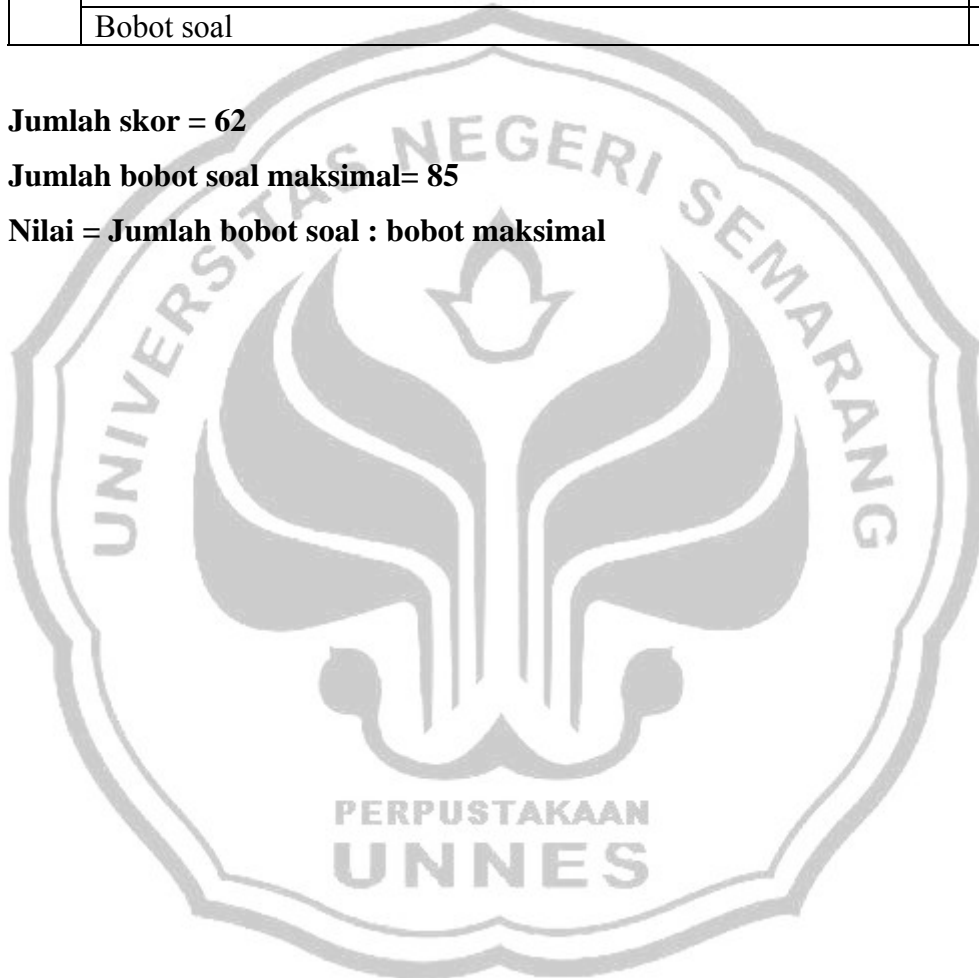 Bobot soal
Jumlah skor = 62
Jumlah bobot soal maksimal= 85
Nilai = Jumlah bobot soal : bobot maksimal
UNIVERSITAS NEGERI SEMARANG
PERPUSTAKAAN
UNNES